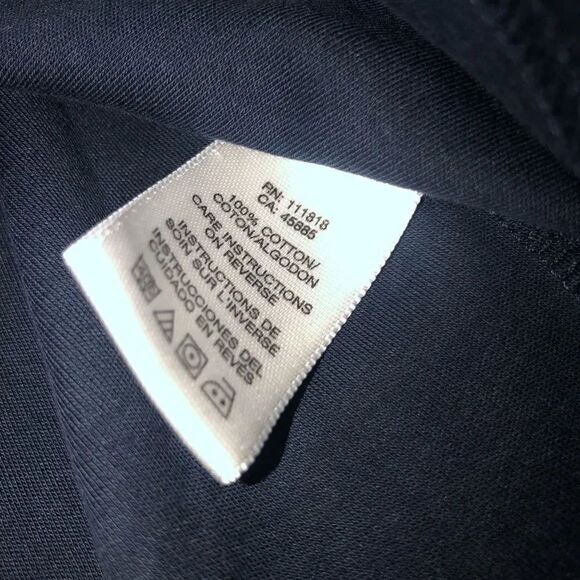 RN: 111818
CA: 45885
100% COTTON/
COTON/ALGODON
CARE INSTRUCTIONS
ON REVERSE
INSTRUCTIONS DE
SOIN SUR L'INVERSE
INSTRUCCIONES DEL
CUIDADO EN REVÉS